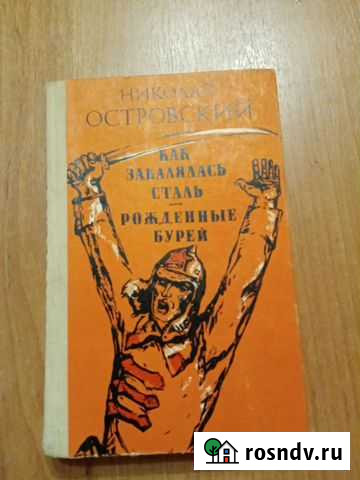 НИКОЛАЙ
ОСТРОВСКИЙ
КАК
ЗАКАЛЯЛАСЬ
СТАЛЬ
РОЖДЕННЫЕ
БУРЕЙ
rosndv.ru